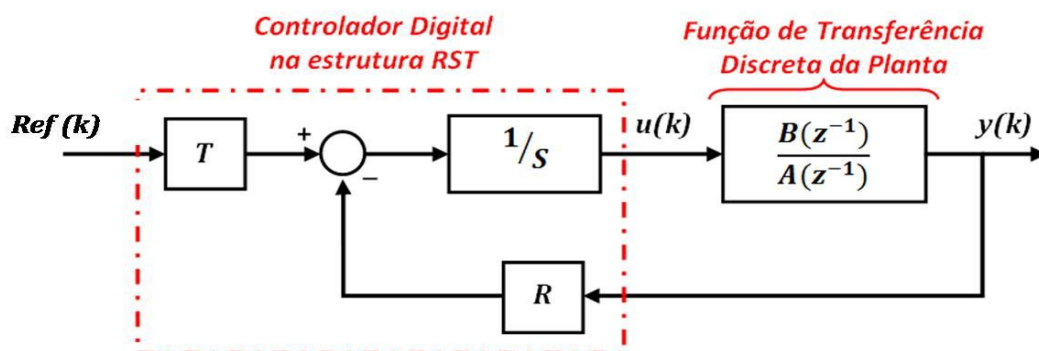 Controlador Digital
na estrutura RST
Função de Transferência
Discreta da Planta
Ref (k)
T
+
−
1/S
u(k)
B(z⁻¹)
A(z⁻¹)
y(k)
R